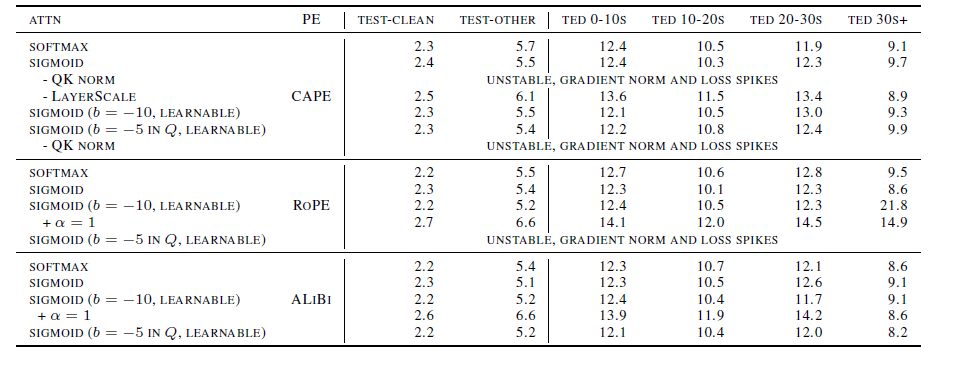 ATTN PE TEST-CLEAN TEST-OTHER TED 0-10S TED 10-20S TED 20-30S TED 30S+
SOFTMAX 2.3 5.7 12.4 10.5 11.9 9.1
SIGMOID 2.4 5.5 12.4 10.3 12.3 9.7
- QK NORM UNSTABLE, GRADIENT NORM AND LOSS SPIKES
- LAYERSCALE CAPE 2.5 6.1 13.6 11.5 13.4 8.9
SIGMOID (b = −10, LEARNABLE) 2.3 5.5 12.1 10.5 13.0 9.3
SIGMOID (b = −5 IN Q, LEARNABLE) 2.3 5.4 12.2 10.8 12.4 9.9
- QK NORM UNSTABLE, GRADIENT NORM AND LOSS SPIKES
SOFTMAX 2.2 5.5 12.7 10.6 12.8 9.5
SIGMOID 2.3 5.4 12.3 10.1 12.3 8.6
SIGMOID (b = −10, LEARNABLE) ROPE 2.2 5.2 12.4 10.5 12.3 21.8
+ α = 1 2.7 6.6 14.1 12.0 14.5 14.9
SIGMOID (b = −5 IN Q, LEARNABLE) UNSTABLE, GRADIENT NORM AND LOSS SPIKES
SOFTMAX 2.2 5.4 12.3 10.7 12.1 8.6
SIGMOID 2.3 5.1 12.3 10.5 12.6 9.1
SIGMOID (b = −10, LEARNABLE) ALIBI 2.2 5.2 12.4 10.4 11.7 9.1
+ α = 1 2.6 6.6 13.9 11.9 14.2 8.6
SIGMOID (b = −5 IN Q, LEARNABLE) 2.2 5.2 12.1 10.4 12.0 8.2